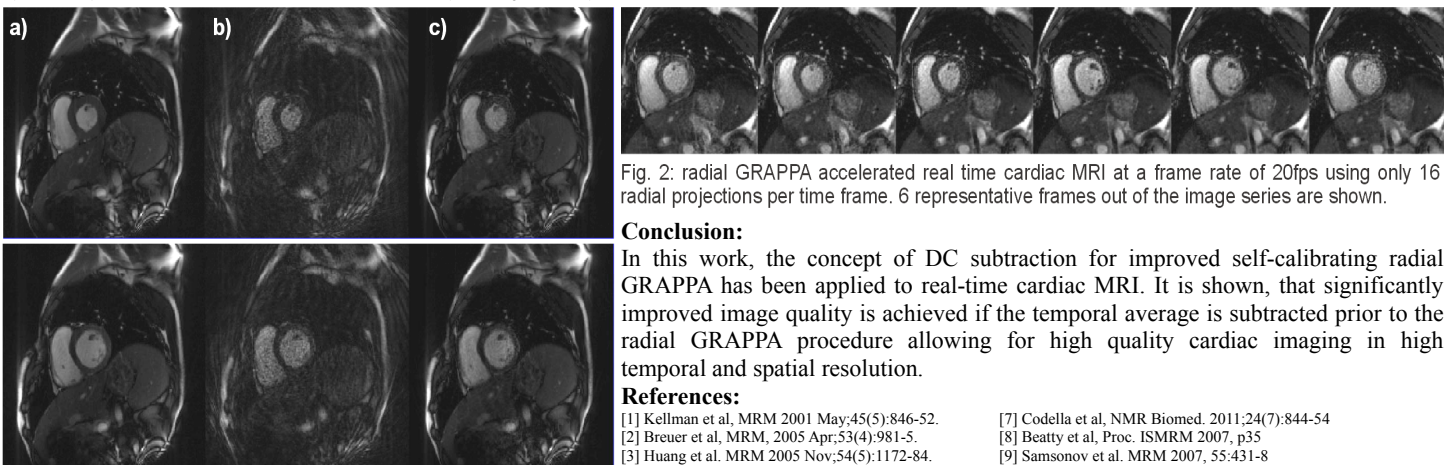 a)
b)
c)
Fig. 2: radial GRAPPA accelerated real time cardiac MRI at a frame rate of 20fps using only 16
radial projections per time frame. 6 representative frames out of the image series are shown.
Conclusion:
In this work, the concept of DC subtraction for improved self-calibrating radial
GRAPPA has been applied to real-time cardiac MRI. It is shown, that significantly
improved image quality is achieved if the temporal average is subtracted prior to the
radial GRAPPA procedure allowing for high quality cardiac imaging in high
temporal and spatial resolution.
References:
[1] Kellman et al, MRM 2001 May;45(5):846-52.
[2] Breuer et al, MRM, 2005 Apr;53(4):981-5.
[3] Huang et al. MRM 2005 Nov;54(5):1172-84.
[7] Codella et al, NMR Biomed. 2011;24(7):844-54
[8] Beatty et al, Proc. ISMRM 2007, p35
[9] Samsonov et al. MRM 2007, 55:431-8